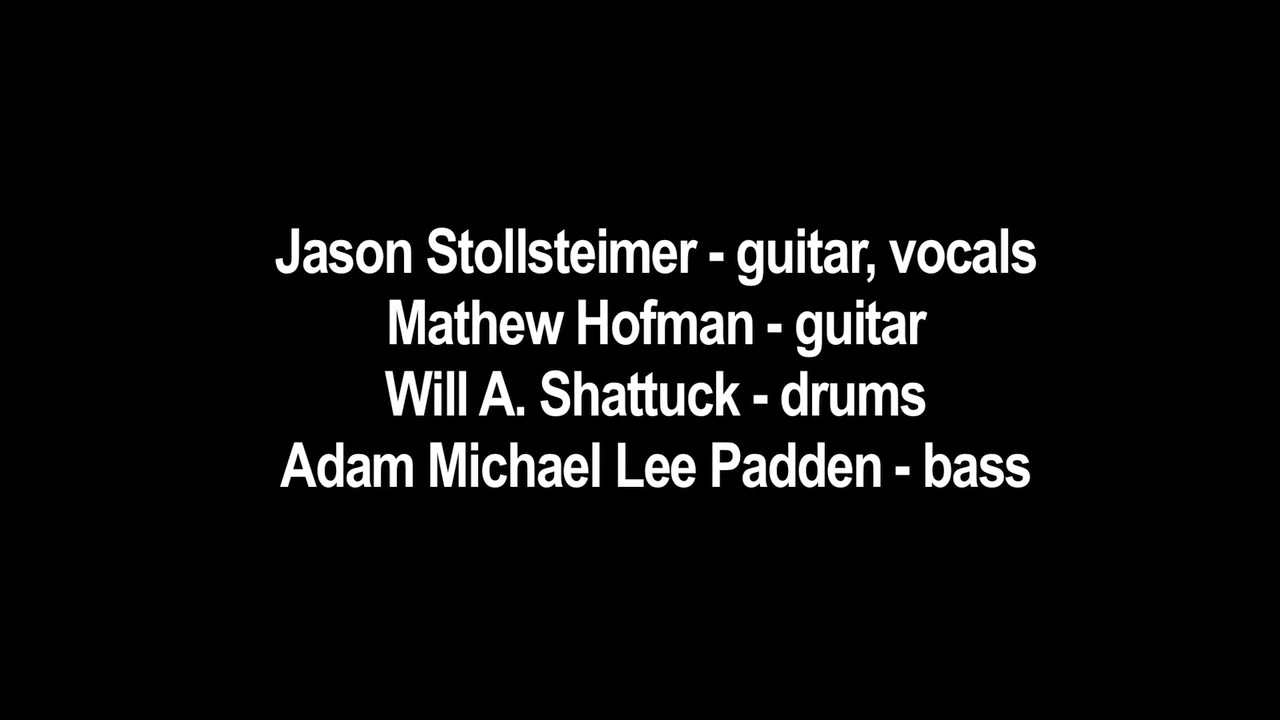 Jason Stollsteimer - guitar, vocals
Mathew Hofman - guitar
Will A. Shattuck - drums
Adam Michael Lee Padden - bass